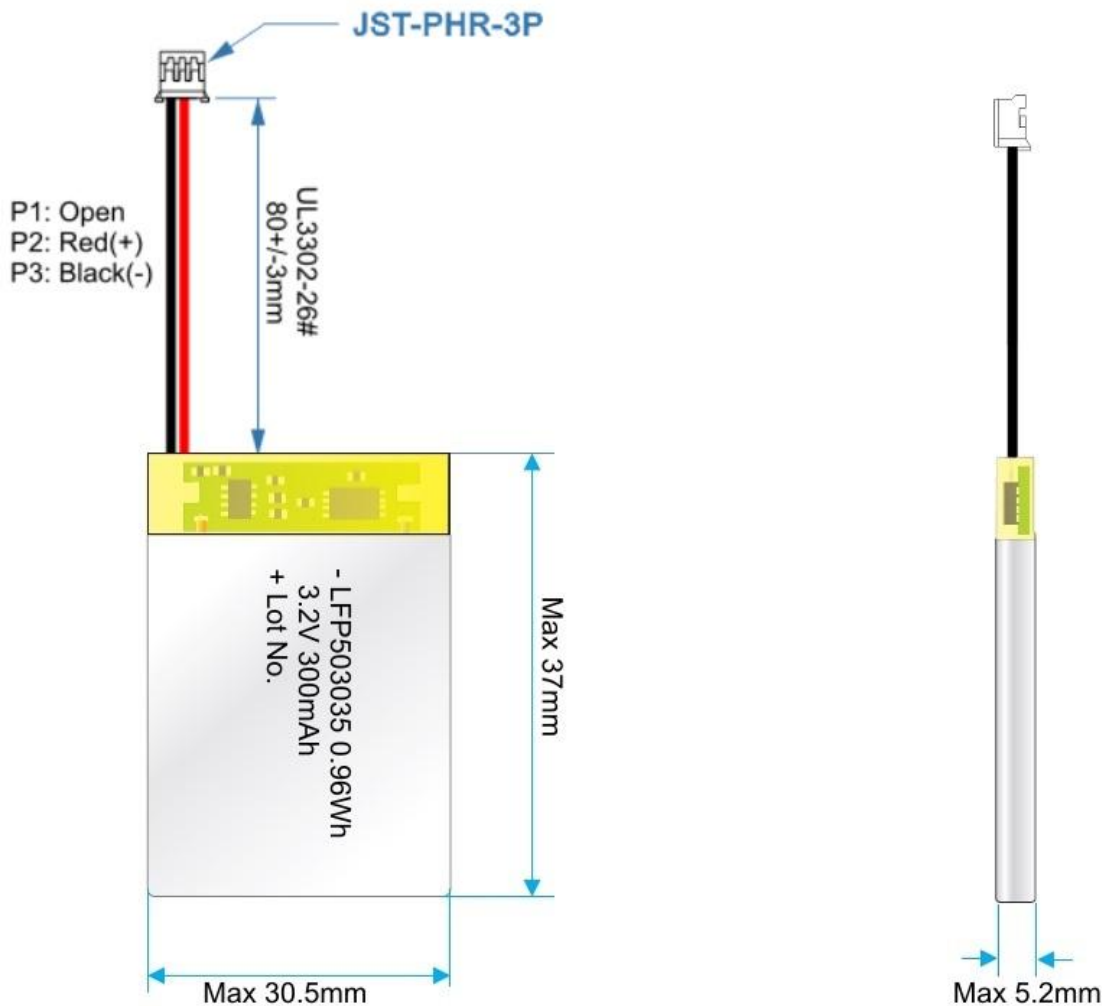 JST-PHR-3P
P1: Open
P2: Red(+)
P3: Black(-)
UL3302-26#
80+/-3mm
- LFP503035 0.96Wh
3.2V 300mAh
+ Lot No.
Max 37mm
Max 30.5mm
Max 5.2mm